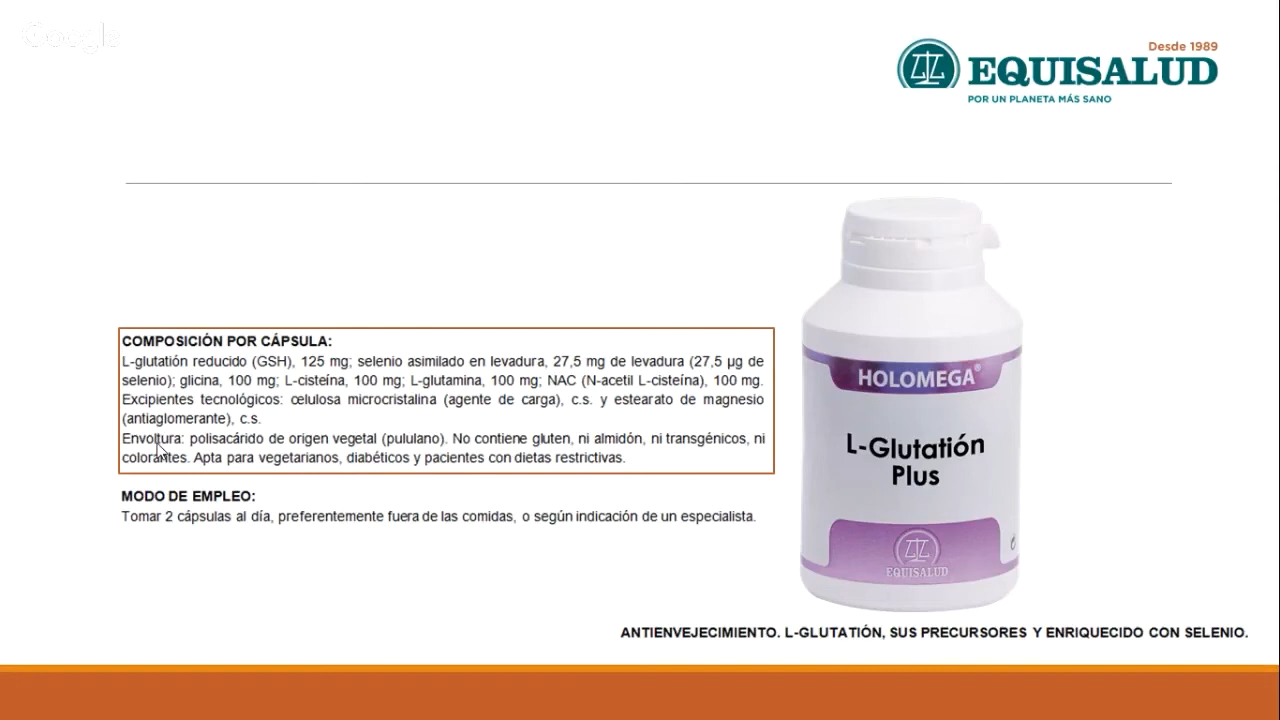 Google
Desde 1989
EQUISALUD
POR UN PLANETA MÁS SANO
COMPOSICIÓN POR CÁPSULA:
L-glutatión reducido (GSH), 125 mg; selenio asimilado en levadura, 27,5 mg de levadura (27,5 µg de
selenio); glicina, 100 mg; L-cisteína, 100 mg; L-glutamina, 100 mg; NAC (N-acetil L-cisteína), 100 mg.
Excipientes tecnológicos: celulosa microcristalina (agente de carga), c.s. y estearato de magnesio
(antiaglomerante), c.s.
Envoltura: polisacárido de origen vegetal (pululano). No contiene gluten, ni almidón, ni transgénicos, ni
colorantes. Apta para vegetarianos, diabéticos y pacientes con dietas restrictivas.
MODO DE EMPLEO:
Tomar 2 cápsulas al día, preferentemente fuera de las comidas, o según indicación de un especialista.
HOLOMEGA®
L-Glutatión
Plus
EQUISALUD
ANTIENVEJECIMIENTO. L-GLUTATIÓN, SUS PRECURSORES Y ENRIQUECIDO CON SELENIO.